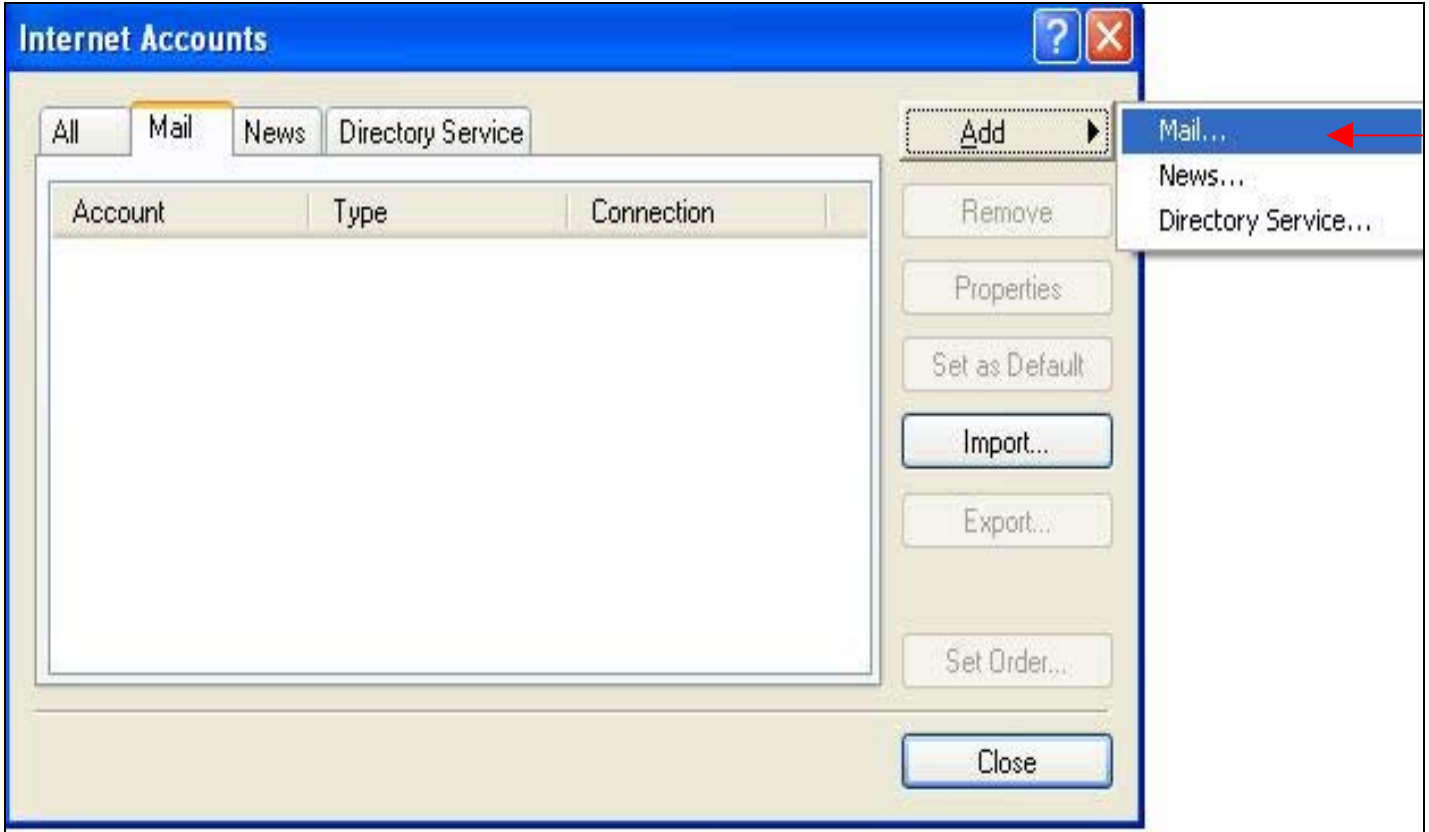 Internet Accounts
All Mail News Directory Service
Account Type Connection
Add
Remove
Properties
Set as Default
Import...
Export...
Set Order...
Close
Mail...
News...
Directory Service...